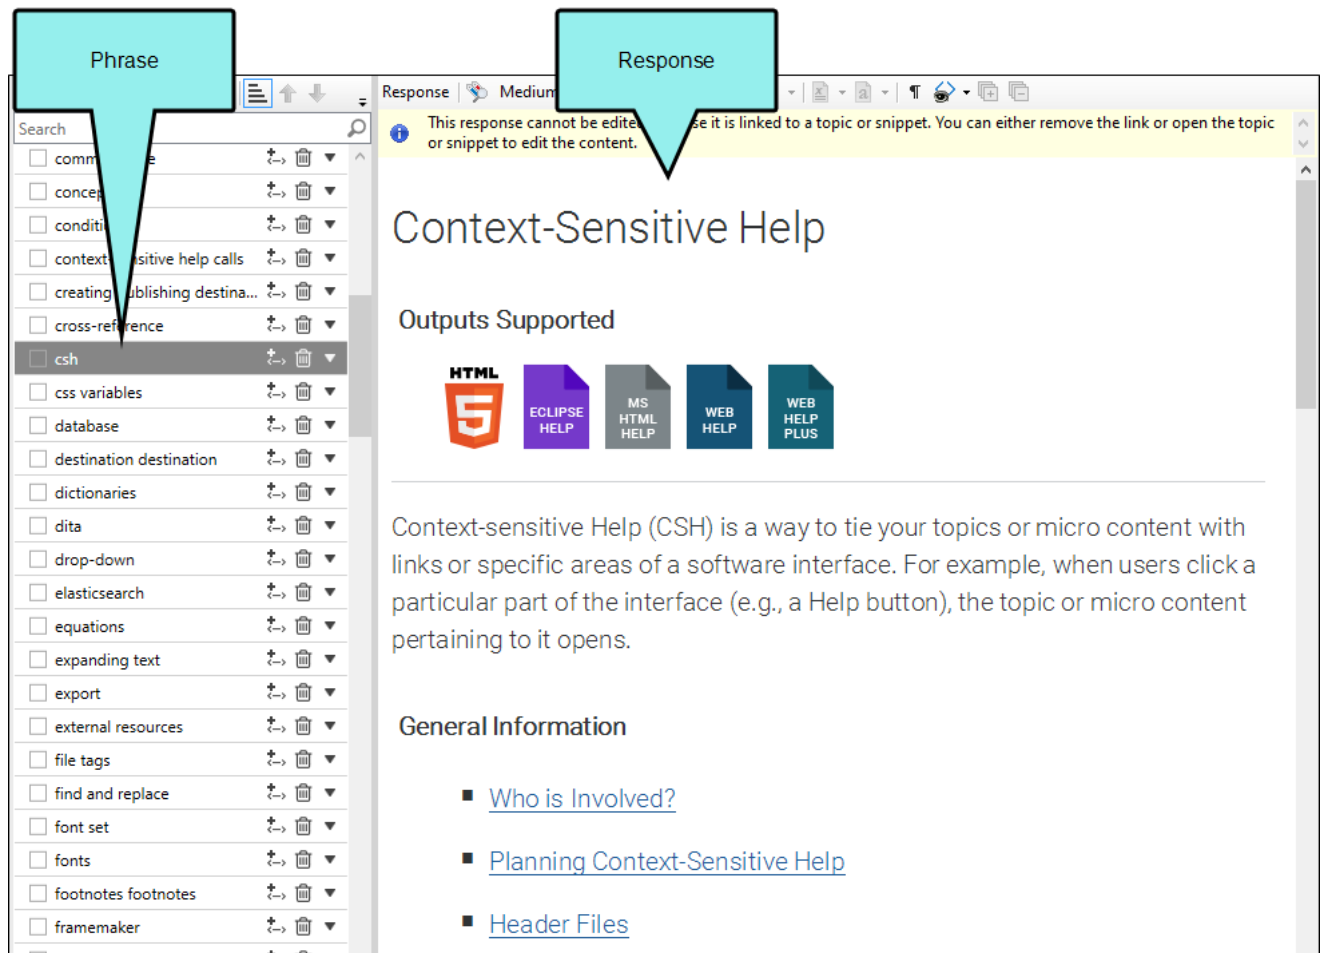 Phrase
Response
Response Medium
Search
This response cannot be edite se it is linked to a topic or snippet. You can either remove the link or open the topic
or snippet to edit the content.
comm e
concep
conditi
context- nsitive help calls
creating publishing destina...
cross-reference
csh
css variables
database
destination destination
dictionaries
dita
drop-down
elasticsearch
equations
expanding text
export
external resources
file tags
find and replace
font set
fonts
footnotes footnotes
framemaker
Context-Sensitive Help
Outputs Supported
HTML
5
ECLIPSE
HELP
MS
HTML
HELP
WEB
HELP
WEB
HELP
PLUS
Context-sensitive Help (CSH) is a way to tie your topics or micro content with
links or specific areas of a software interface. For example, when users click a
particular part of the interface (e.g., a Help button), the topic or micro content
pertaining to it opens.
General Information
Who is Involved?
Planning Context-Sensitive Help
Header Files